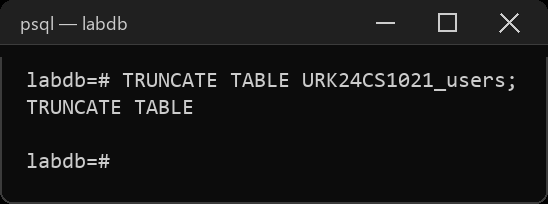 psql — labdb
labdb=# TRUNCATE TABLE URK24CS1021_users;
TRUNCATE TABLE
labdb=#